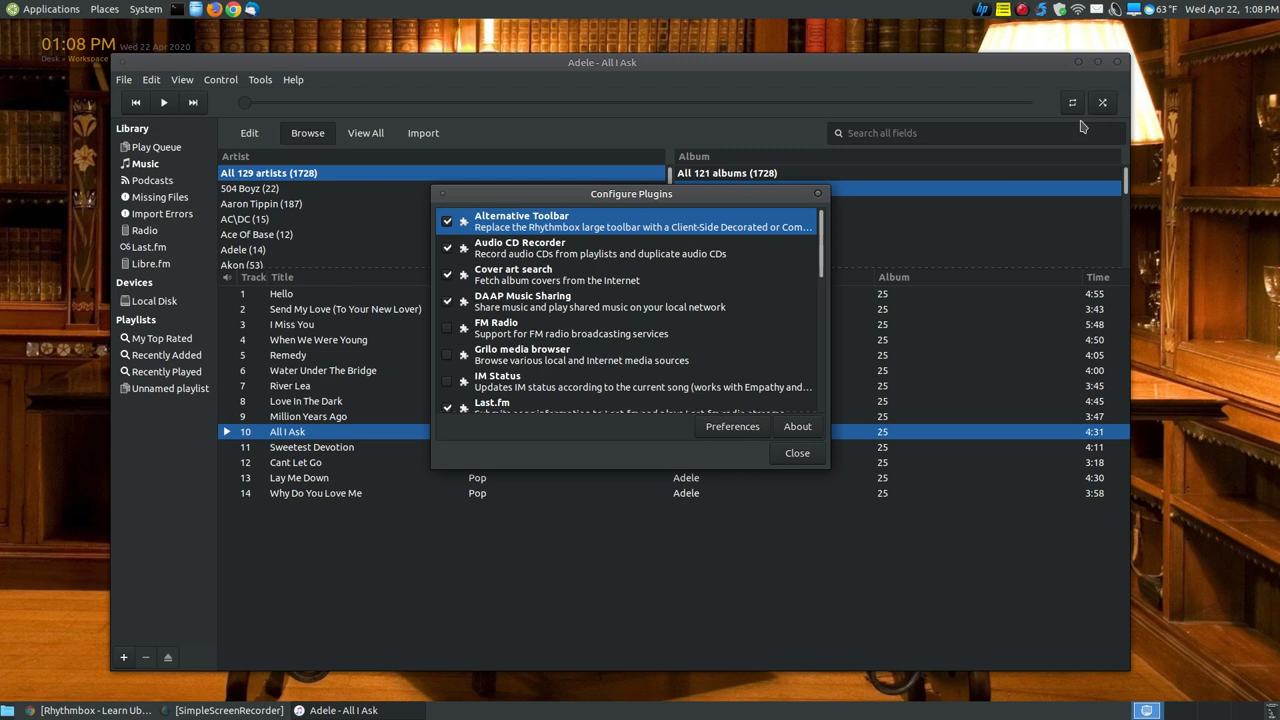 Applications Places System
hp
63 °F Wed Apr 22, 1:08 PM
01:08 PM Wed 22 Apr 2020
Desk » Workspace
Adele - All I Ask
File Edit View Control Tools Help
Edit Browse View All Import
Search all fields
Library
Play Queue
Music
Podcasts
Missing Files
Import Errors
Radio
Last.fm
Libre.fm
Devices
Local Disk
Playlists
My Top Rated
Recently Added
Recently Played
Unnamed playlist
Artist
All 129 artists (1728)
504 Boyz (22)
Aaron Tippin (187)
AC\DC (15)
Ace Of Base (12)
Adele (14)
Akon (53)
Album
All 121 albums (1728)
Configure Plugins
Alternative Toolbar
Replace the Rhythmbox large toolbar with a Client-Side Decorated or Com...
Audio CD Recorder
Record audio CDs from playlists and duplicate audio CDs
Cover art search
Fetch album covers from the Internet
DAAP Music Sharing
Share music and play shared music on your local network
FM Radio
Support for FM radio broadcasting services
Grilo media browser
Browse various local and Internet media sources
IM Status
Updates IM status according to the current song (works with Empathy and...
Last.fm
Preferences About
Close
Track Title Album Time
1 Hello 25 4:55
2 Send My Love (To Your New Lover) 25 3:43
3 I Miss You 25 5:48
4 When We Were Young 25 4:50
5 Remedy 25 4:05
6 Water Under The Bridge 25 4:00
7 River Lea 25 3:45
8 Love In The Dark 25 4:45
9 Million Years Ago 25 3:47
10 All I Ask 25 4:31
11 Sweetest Devotion 25 4:11
12 Cant Let Go 25 3:18
13 Lay Me Down Pop Adele 25 4:30
14 Why Do You Love Me Pop Adele 25 3:58
[Rhythmbox - Learn Ub... [SimpleScreenRecorder] Adele - All I Ask